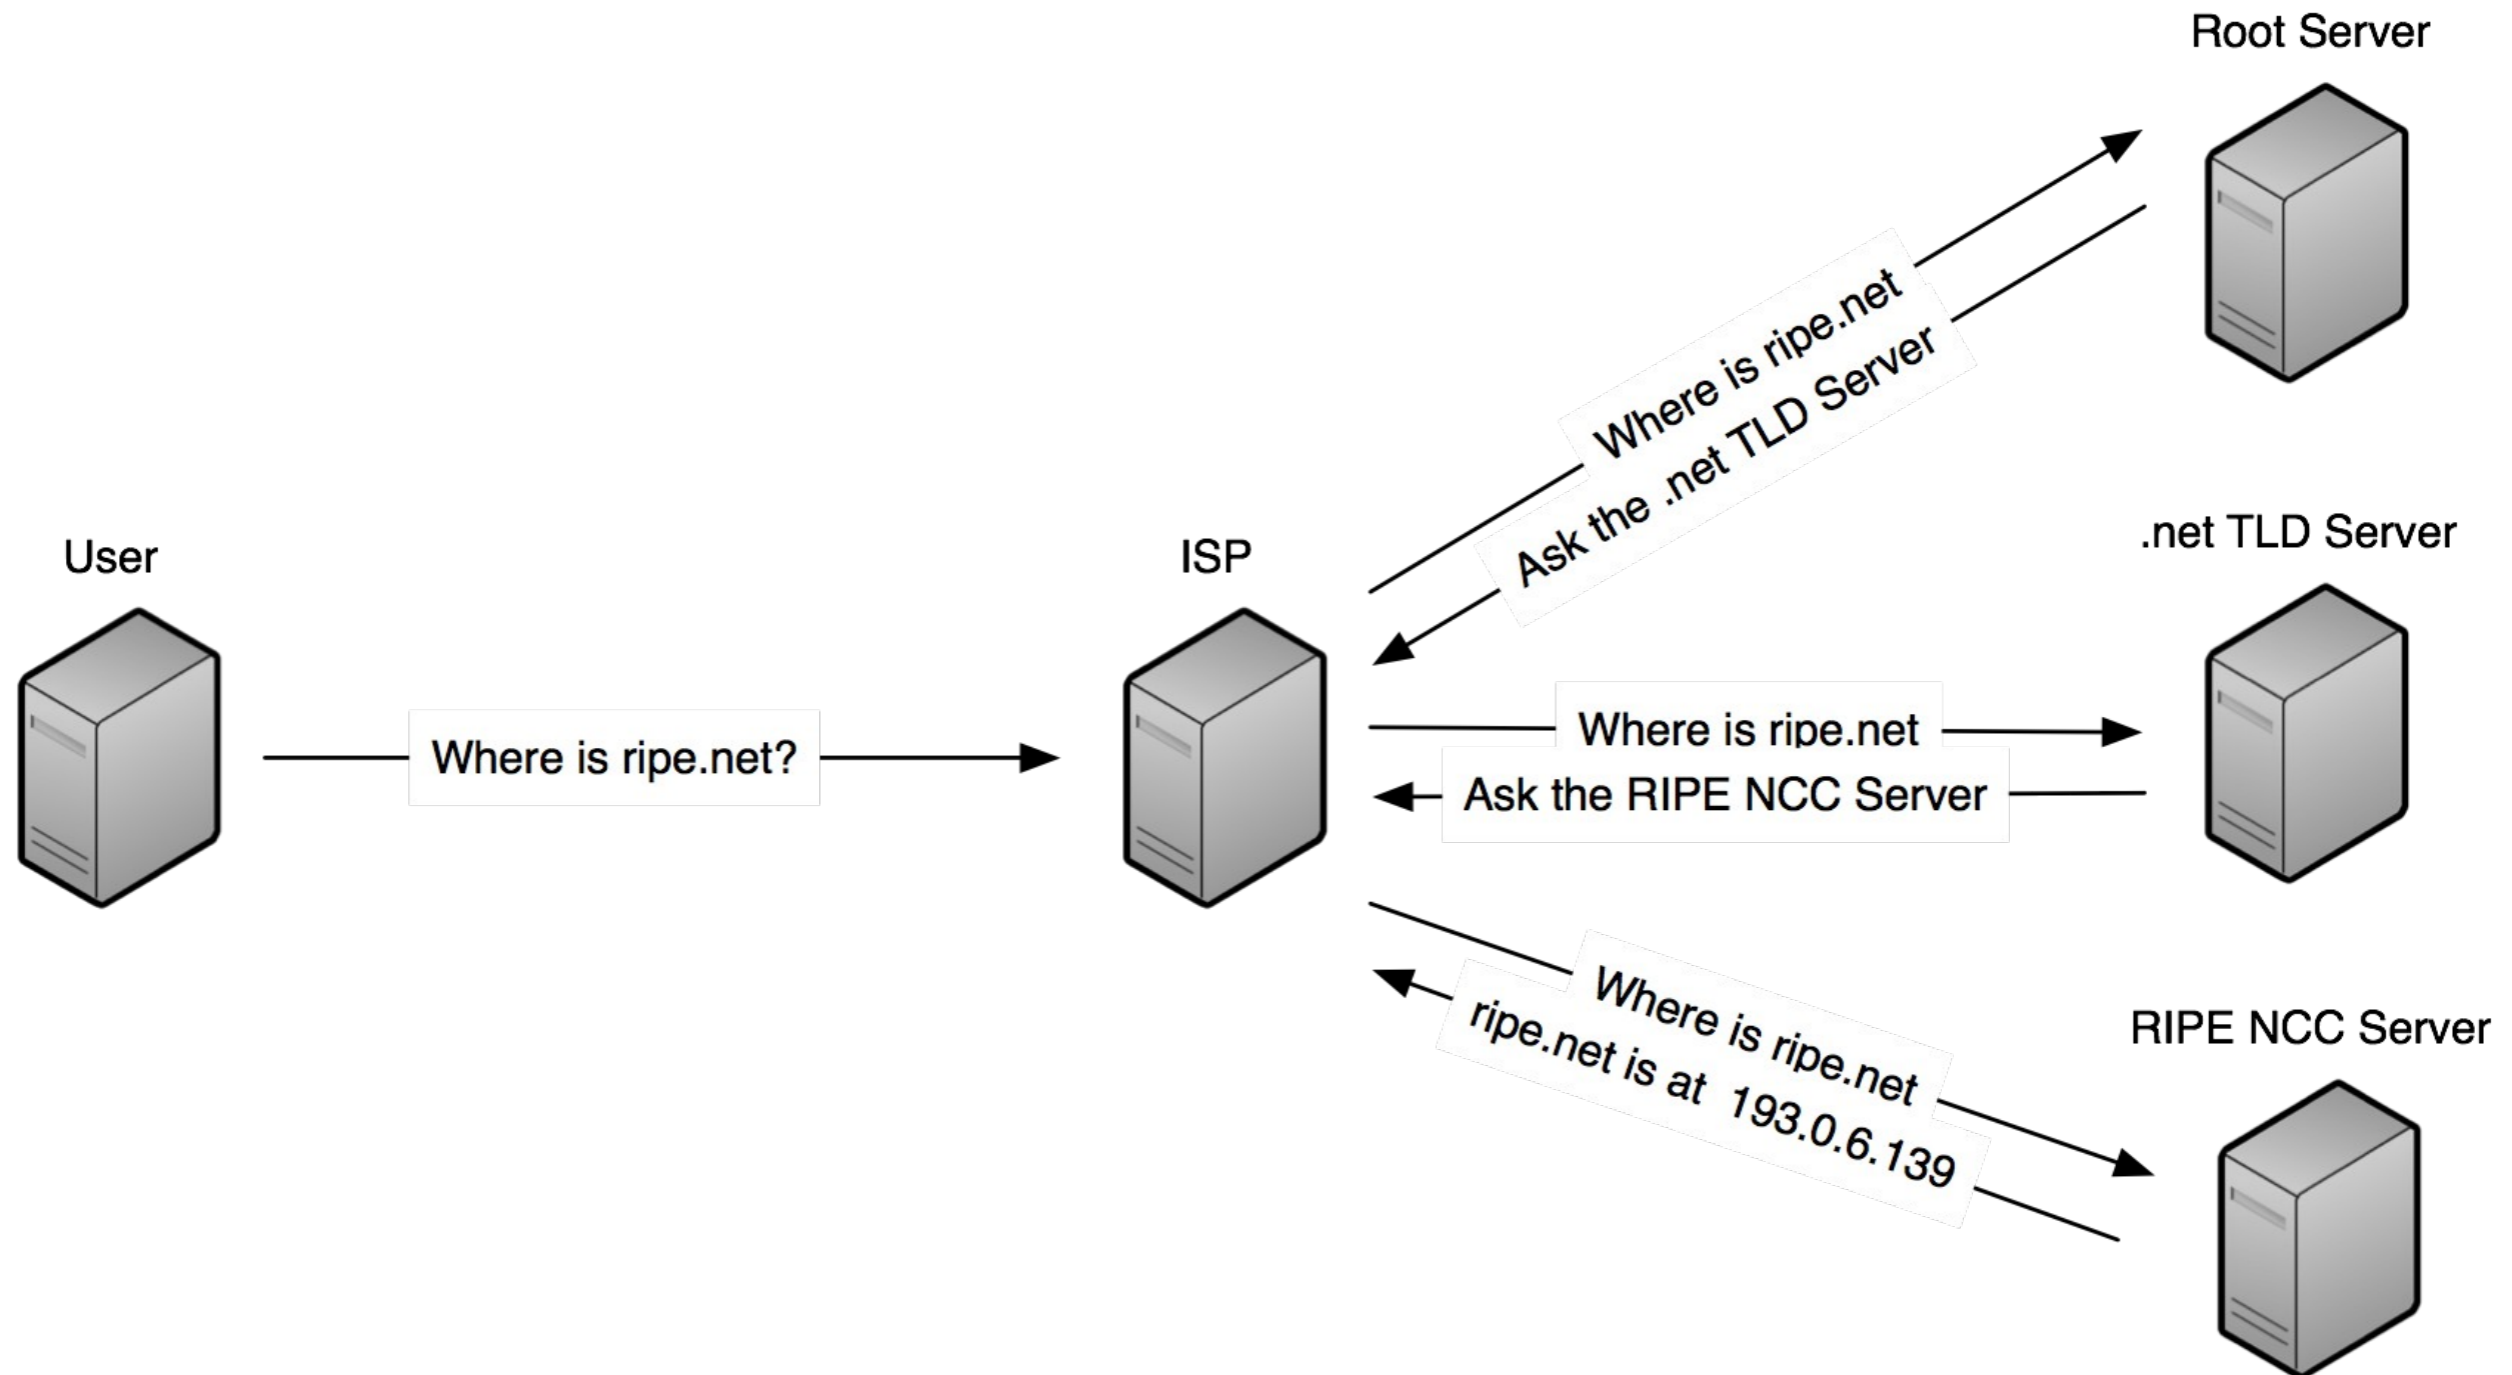 Root Server
Where is ripe.net
Ask the .net TLD Server
User
ISP
.net TLD Server
Where is ripe.net?
Where is ripe.net
Ask the RIPE NCC Server
Where is ripe.net
ripe.net is at 193.0.6.139
RIPE NCC Server